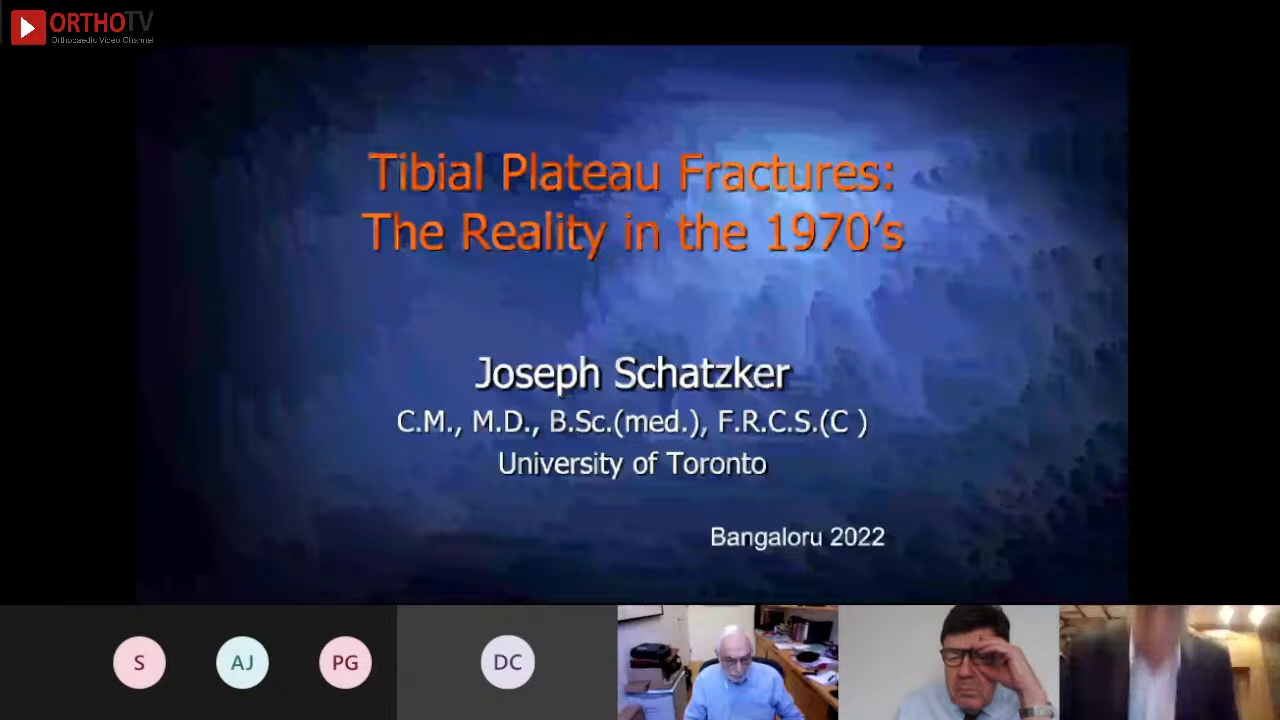 ORTHOTV
Orthopaedic Video Channel
Tibial Plateau Fractures:
The Reality in the 1970's
Joseph Schatzker
C.M., M.D., B.Sc.(med.), F.R.C.S.(C )
University of Toronto
Bangaloru 2022
S
AJ
PG
DC